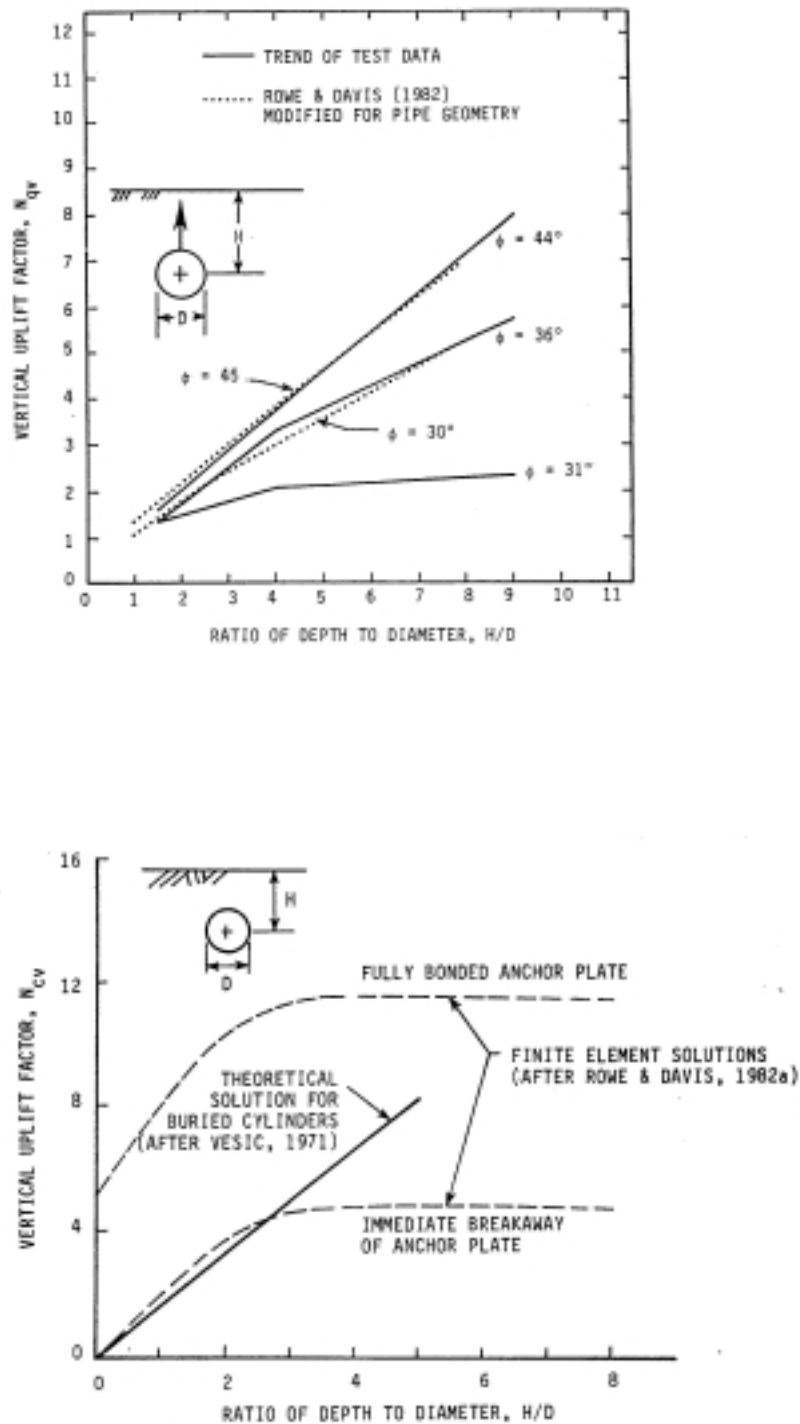 12
11
10
9
8
7
6
5
4
3
2
1
0
VERTICAL UPLIFT FACTOR, Nqv
TREND OF TEST DATA
ROWE & DAVIS (1982)
MODIFIED FOR PIPE GEOMETRY
H
D
ϕ = 44°
ϕ = 36°
ϕ = 45
ϕ = 30°
ϕ = 31°
0 1 2 3 4 5 6 7 8 9 10 11
RATIO OF DEPTH TO DIAMETER, H/D
16
12
8
4
0
VERTICAL UPLIFT FACTOR, Ncv
H
D
FULLY BONDED ANCHOR PLATE
FINITE ELEMENT SOLUTIONS
(AFTER ROWE & DAVIS, 1982a)
THEORETICAL
SOLUTION FOR
BURIED CYLINDERS
(AFTER VESIC, 1971)
IMMEDIATE BREAKAWAY
OF ANCHOR PLATE
0 2 4 6 8
RATIO OF DEPTH TO DIAMETER, H/D